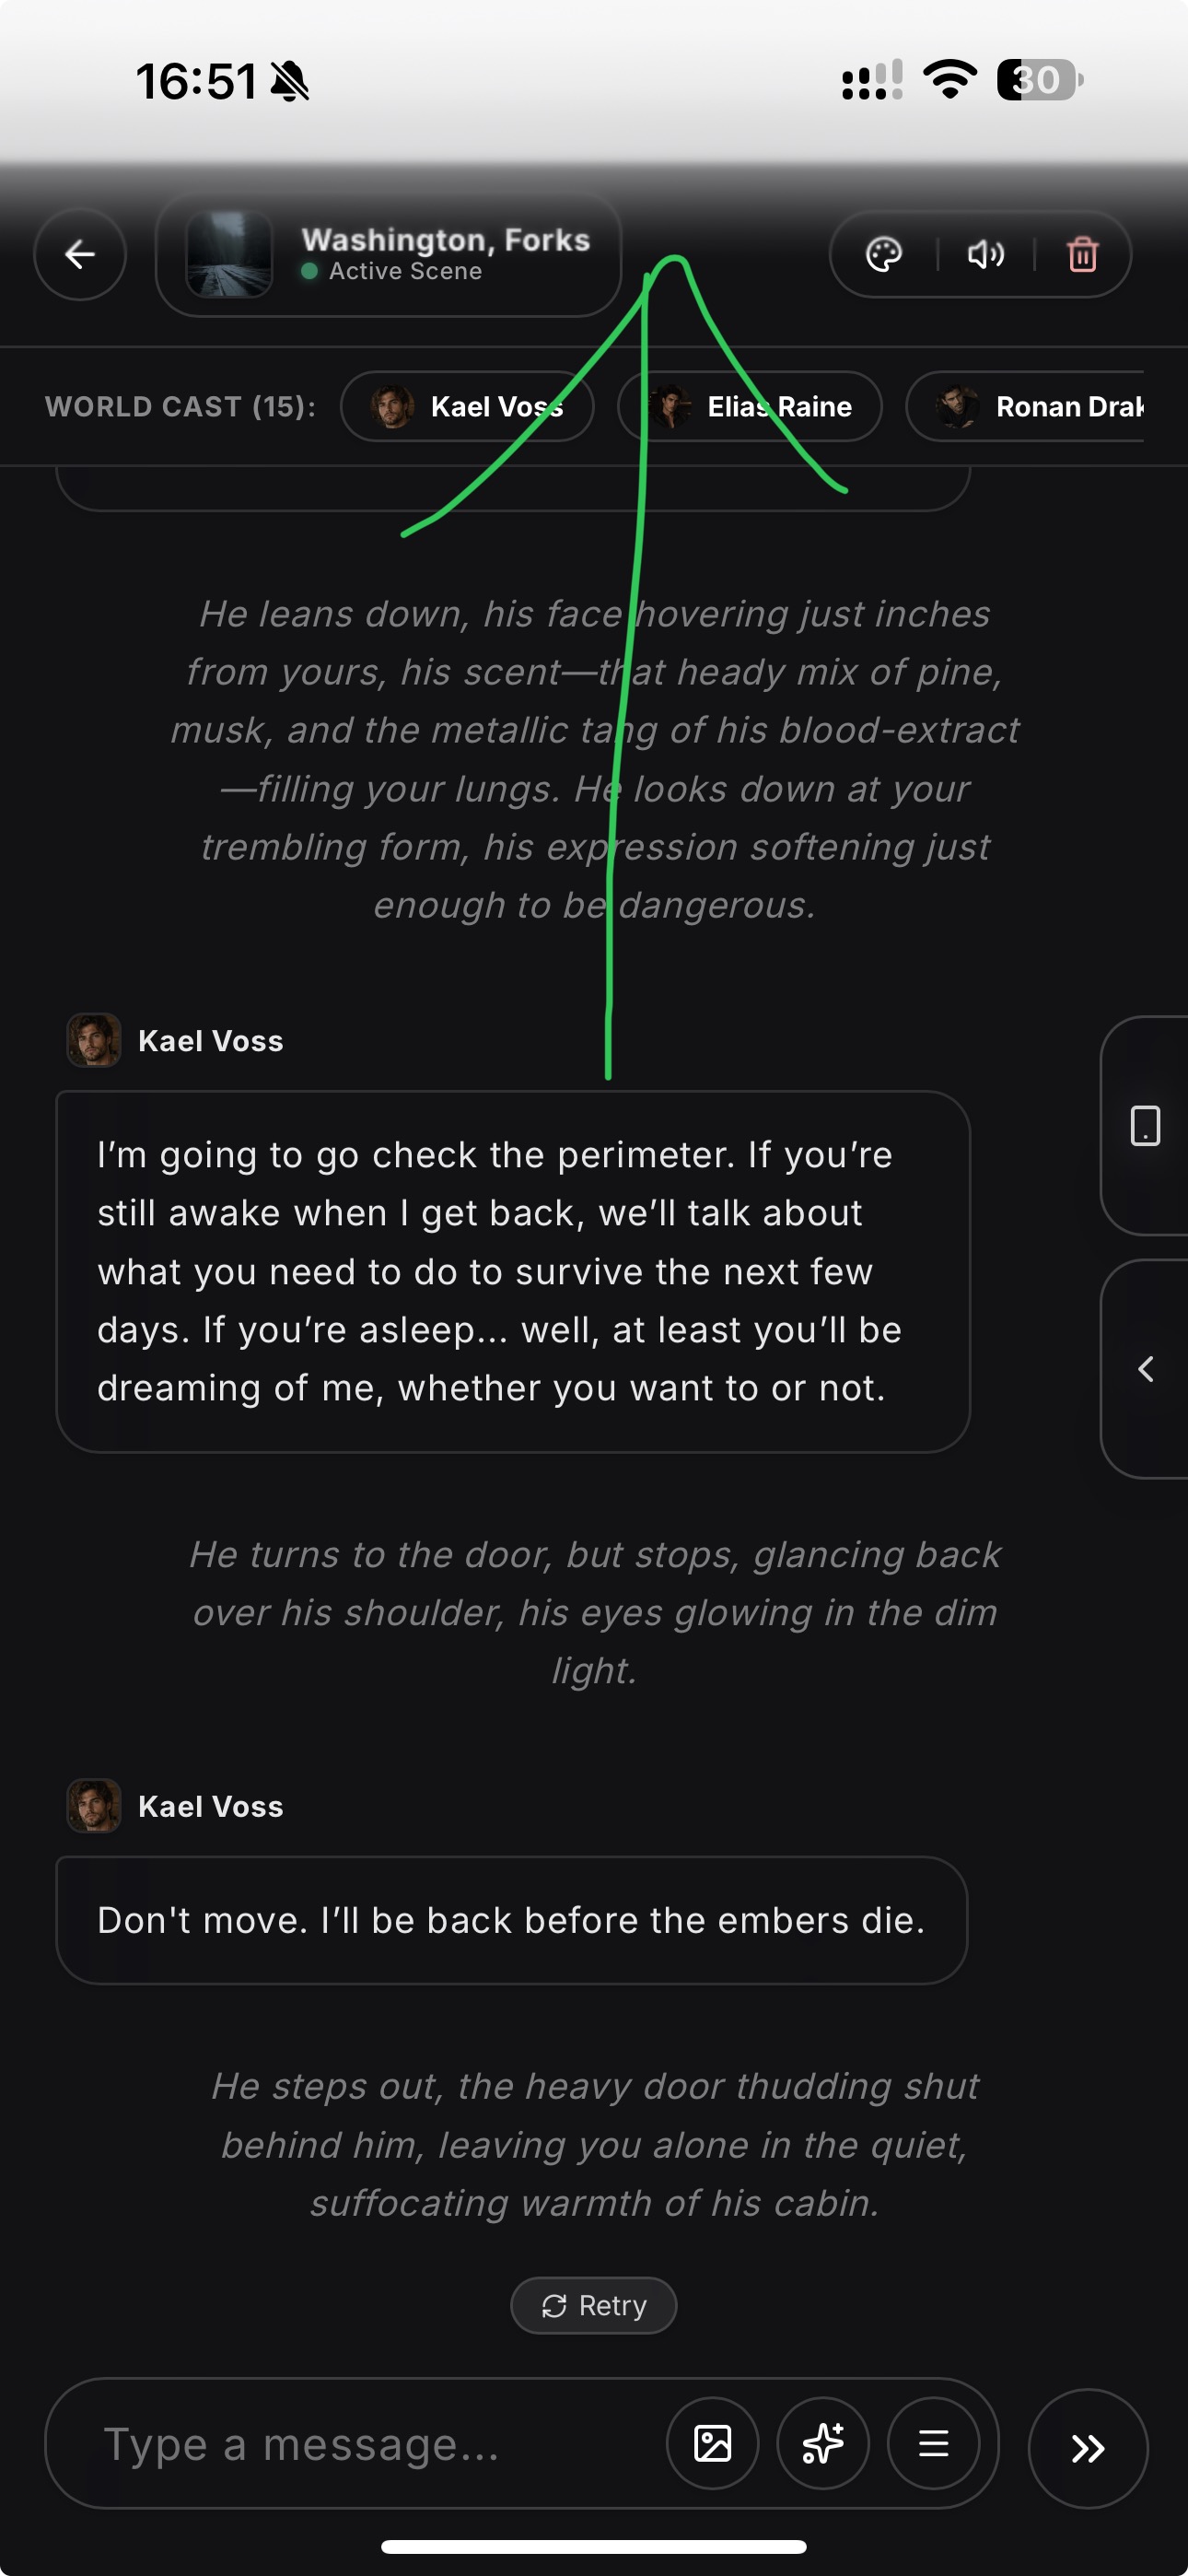 16:51
30
Washington, Forks
Active Scene
WORLD CAST (15):
Kael Voss
Elias Raine
Ronan Drak
He leans down, his face hovering just inches
from yours, his scent—that heady mix of pine,
musk, and the metallic tang of his blood-extract
—filling your lungs. He looks down at your
trembling form, his expression softening just
enough to be dangerous.
Kael Voss
I’m going to go check the perimeter. If you’re
still awake when I get back, we’ll talk about
what you need to do to survive the next few
days. If you’re asleep... well, at least you’ll be
dreaming of me, whether you want to or not.
He turns to the door, but stops, glancing back
over his shoulder, his eyes glowing in the dim
light.
Kael Voss
Don't move. I’ll be back before the embers die.
He steps out, the heavy door thudding shut
behind him, leaving you alone in the quiet,
suffocating warmth of his cabin.
Retry
Type a message...